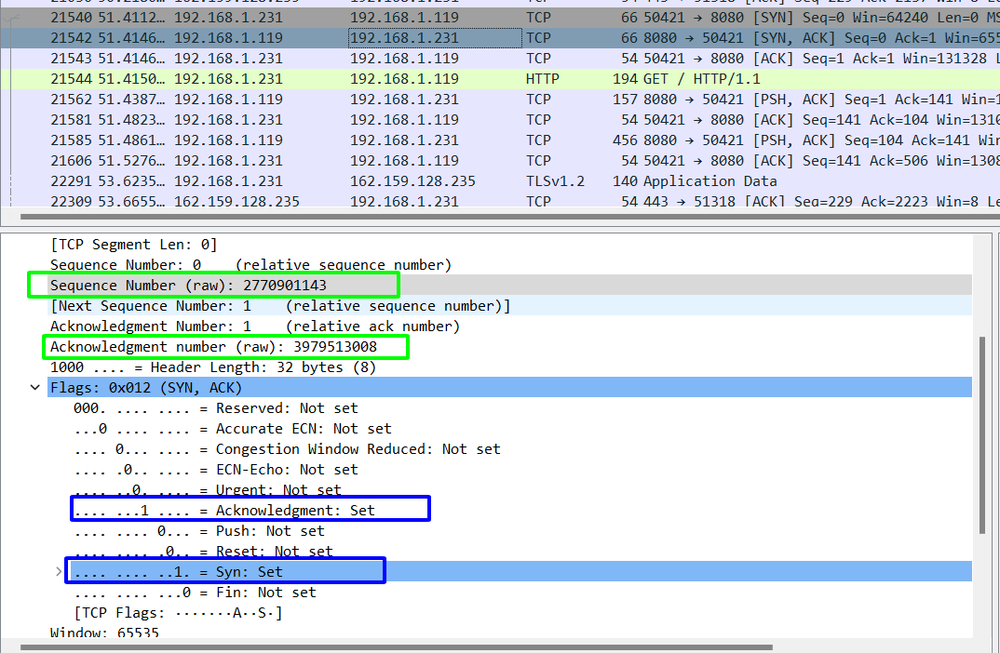 21540 51.4112… 192.168.1.231 192.168.1.119 TCP 66 50421 → 8080 [SYN] Seq=0 Win=64240 Len=0 MS
21542 51.4146… 192.168.1.119 192.168.1.231 TCP 66 8080 → 50421 [SYN, ACK] Seq=0 Ack=1 Win=655
21543 51.4146… 192.168.1.231 192.168.1.119 TCP 54 50421 → 8080 [ACK] Seq=1 Ack=1 Win=131328 L
21544 51.4150… 192.168.1.231 192.168.1.119 HTTP 194 GET / HTTP/1.1
21562 51.4387… 192.168.1.119 192.168.1.231 TCP 157 8080 → 50421 [PSH, ACK] Seq=1 Ack=141 Win=1
21581 51.4823… 192.168.1.231 192.168.1.119 TCP 54 50421 → 8080 [ACK] Seq=141 Ack=104 Win=1310
21585 51.4861… 192.168.1.119 192.168.1.231 TCP 456 8080 → 50421 [PSH, ACK] Seq=104 Ack=141 Win
21606 51.5276… 192.168.1.231 192.168.1.119 TCP 54 50421 → 8080 [ACK] Seq=141 Ack=506 Win=1308
22291 53.6235… 192.168.1.231 162.159.128.235 TLSv1.2 140 Application Data
22309 53.6655… 162.159.128.235 192.168.1.231 TCP 54 443 → 51318 [ACK] Seq=229 Ack=2223 Win=8 L
[TCP Segment Len: 0]
Sequence Number: 0 (relative sequence number)
Sequence Number (raw): 2770901143
[Next Sequence Number: 1 (relative sequence number)]
Acknowledgment Number: 1 (relative ack number)
Acknowledgment number (raw): 3979513008
1000 .... = Header Length: 32 bytes (8)
Flags: 0x012 (SYN, ACK)
000. .... .... = Reserved: Not set
...0 .... .... = Accurate ECN: Not set
.... 0... .... = Congestion Window Reduced: Not set
.... .0.. .... = ECN-Echo: Not set
.... ..0. .... = Urgent: Not set
.... ...1 .... = Acknowledgment: Set
.... .... 0... = Push: Not set
.... .... .0.. = Reset: Not set
.... .... ..1. = Syn: Set
.... .... ...0 = Fin: Not set
[TCP Flags: ·······A··S·]
Window: 65535